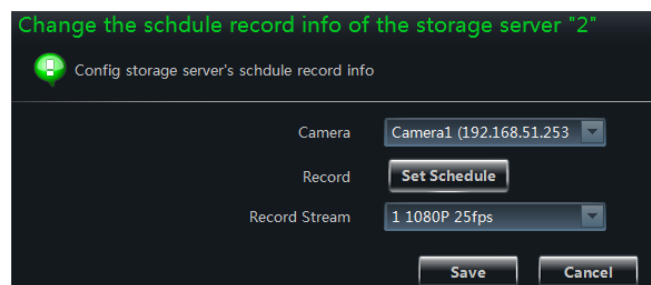 Change the schdule record info of the storage server "2"
Config storage server's schdule record info
Camera Camera1 (192.168.51.253
Record Set Schedule
Record Stream 1 1080P 25fps
Save Cancel